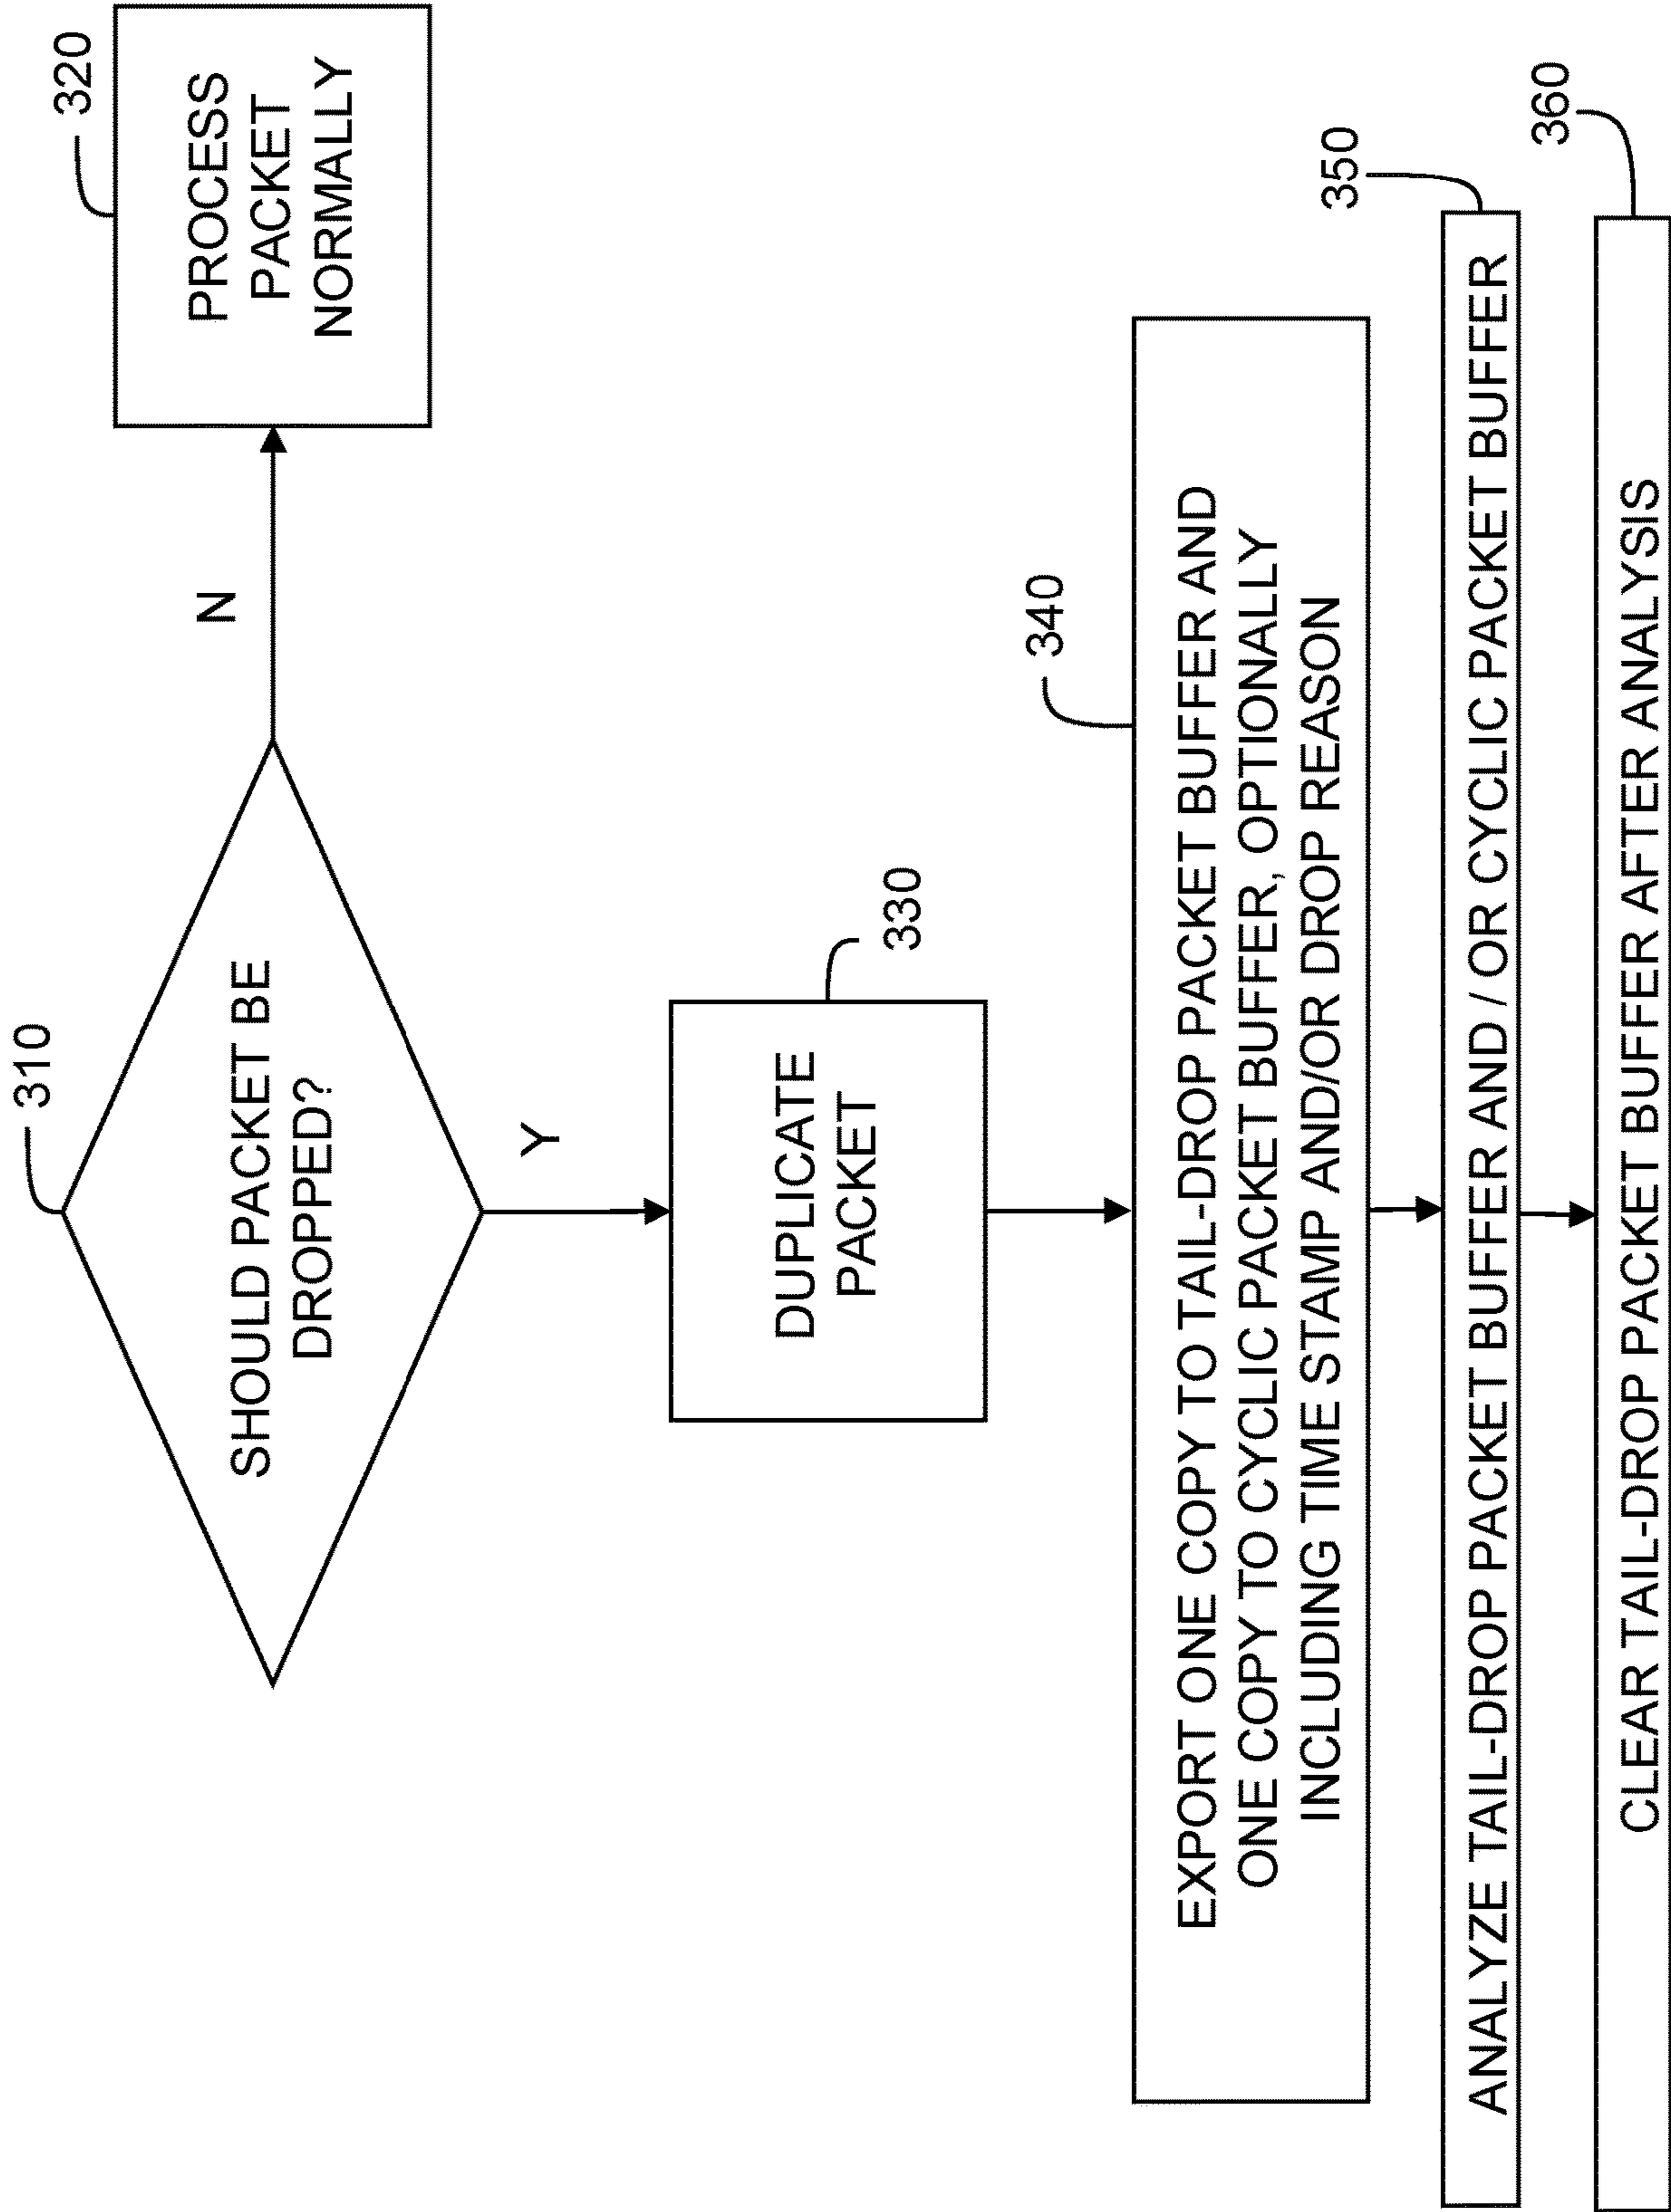 310
SHOULD PACKET BE
DROPPED?
N
320
PROCESS
PACKET
NORMALLY
Y
330
DUPLICATE
PACKET
340
EXPORT ONE COPY TO TAIL-DROP PACKET BUFFER AND
ONE COPY TO CYCLIC PACKET BUFFER, OPTIONALLY
INCLUDING TIME STAMP AND/OR DROP REASON
350
ANALYZE TAIL-DROP PACKET BUFFER AND / OR CYCLIC PACKET BUFFER
360
CLEAR TAIL-DROP PACKET BUFFER AFTER ANALYSIS